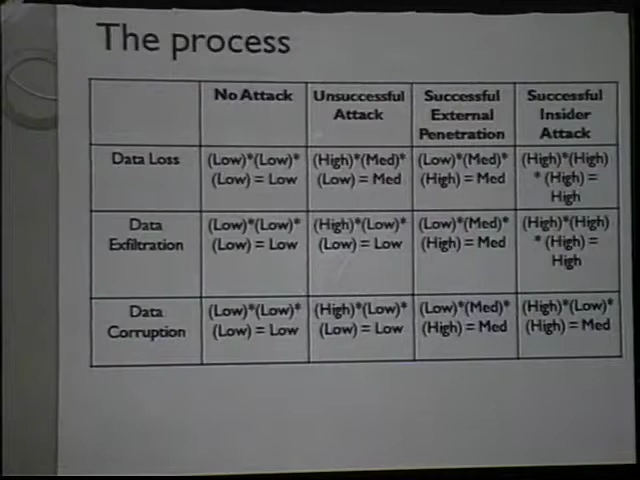 The process
No Attack
Unsuccessful
Attack
Successful
External
Penetration
Successful
Insider
Attack
Data Loss
(Low)*(Low)*
(Low) = Low
(High)*(Med)*
(Low) = Med
(Low)*(Med)*
(High) = Med
(High)*(High)
* (High) =
High
Data
Exfiltration
(Low)*(Low)*
(Low) = Low
(High)*(Low)*
(Low) = Low
(Low)*(Med)*
(High) = Med
(High)*(High)
* (High) =
High
Data
Corruption
(Low)*(Low)*
(Low) = Low
(High)*(Low)*
(Low) = Low
(Low)*(Med)*
(High) = Med
(High)*(Low)*
(High) = Med